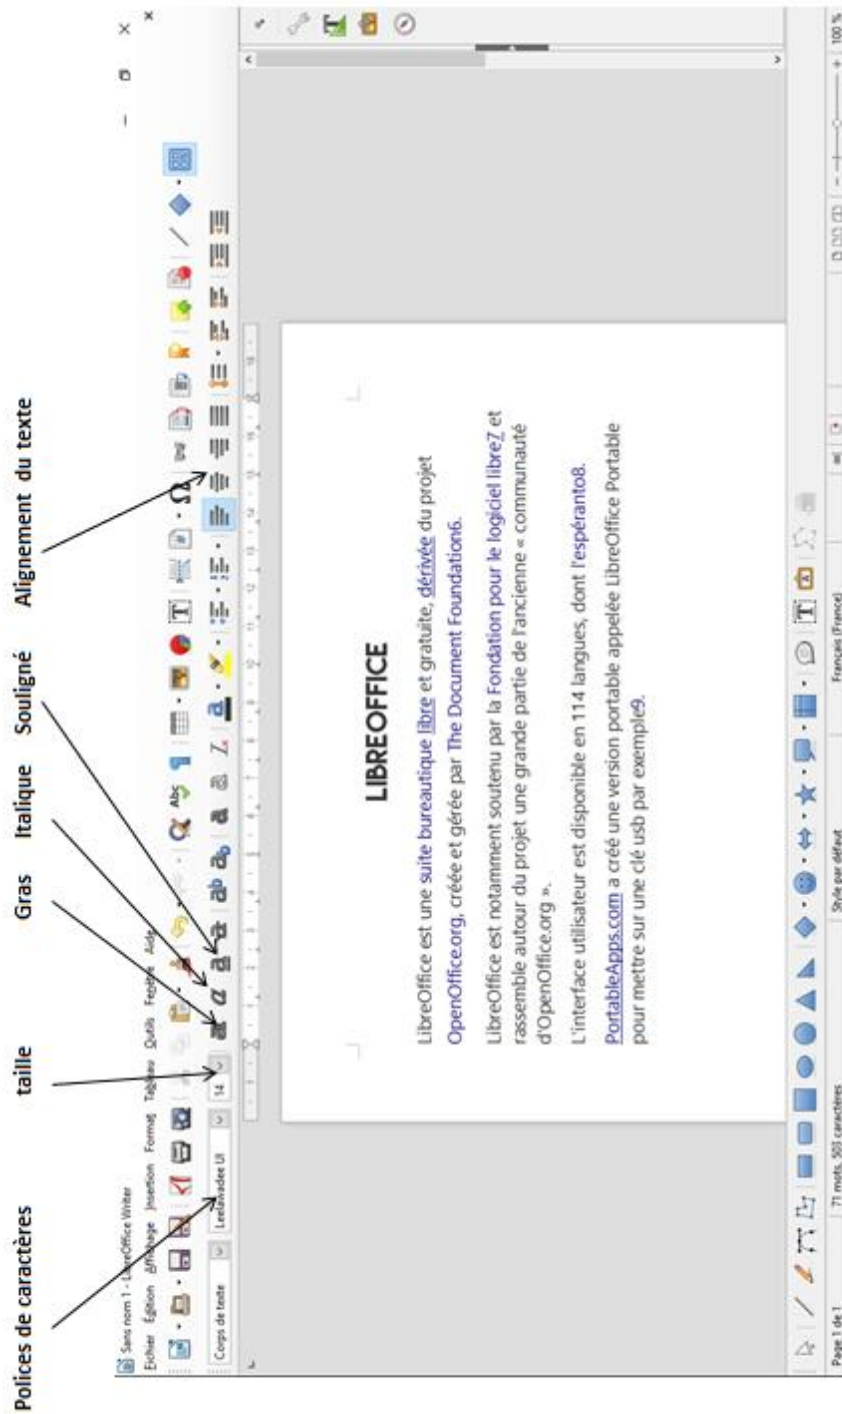 Polices de caractères taille Gras Italique Souligné Alignement du texte
Sans nom 1 - LibreOffice Writer
Fichier Edition Affichage Insertion Format Tableau Outils Fenêtre Aide
Corps de texte Leelawadee UI 14
LIBREOFFICE
LibreOffice est une suite bureautique libre et gratuite, dérivée du projet
OpenOffice.org, créée et gérée par The Document Foundation6.
LibreOffice est notamment soutenu par la Fondation pour le logiciel libre7 et
rassemble autour du projet une grande partie de l'ancienne « communauté
d'OpenOffice.org ».
L'interface utilisateur est disponible en 114 langues, dont l'espéranto8.
PortableApps.com a créé une version portable appelée LibreOffice Portable
pour mettre sur une clé usb par exemple9.
Page 1 de 1 71 mots, 503 caractères Style par défaut Français (France) 100 %